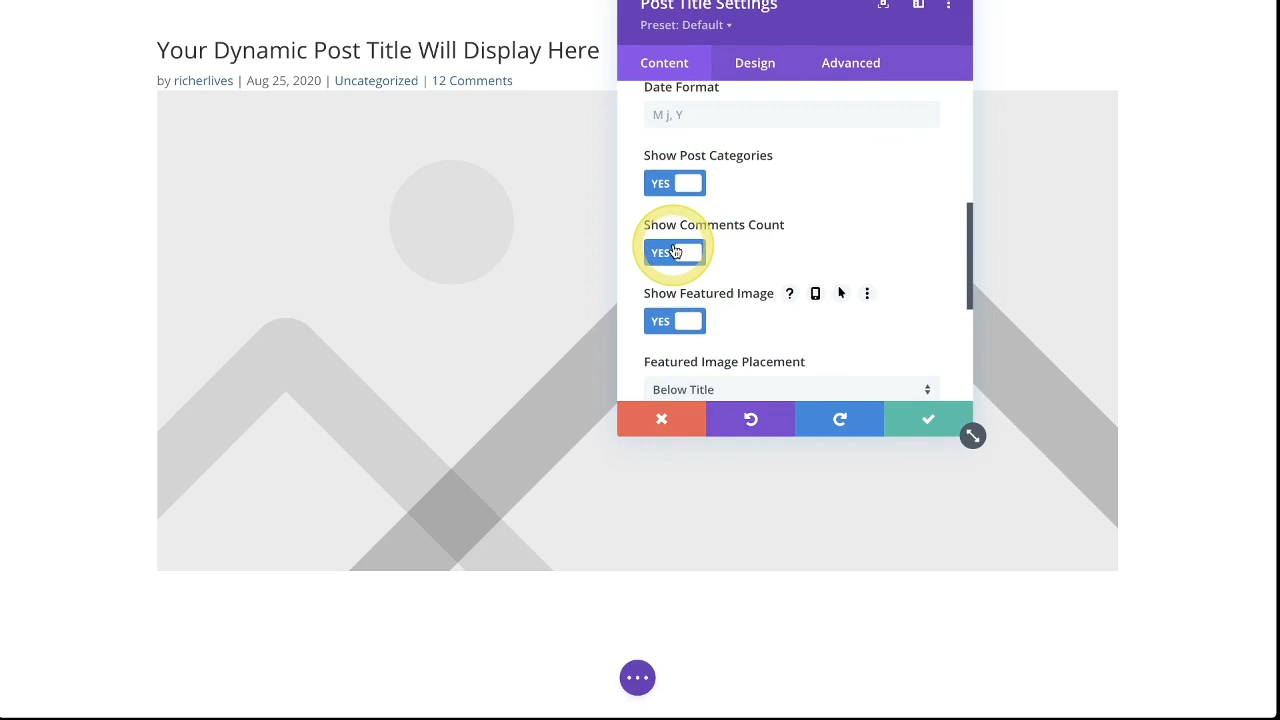 Post Title Settings
Preset: Default
Content Design Advanced
Your Dynamic Post Title Will Display Here
by richerlives | Aug 25, 2020 | Uncategorized | 12 Comments
Date Format
M j, Y
Show Post Categories
YES
Show Comments Count
YES
Show Featured Image ?
YES
Featured Image Placement
Below Title